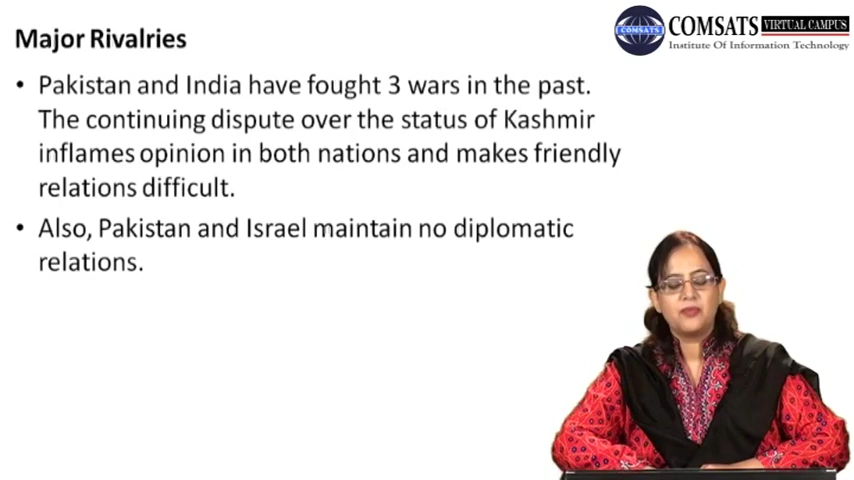 Major Rivalries
COMSATS
COMSATS VIRTUAL CAMPUS
Institute Of Information Technology
• Pakistan and India have fought 3 wars in the past.
The continuing dispute over the status of Kashmir
inflames opinion in both nations and makes friendly
relations difficult.
• Also, Pakistan and Israel maintain no diplomatic
relations.